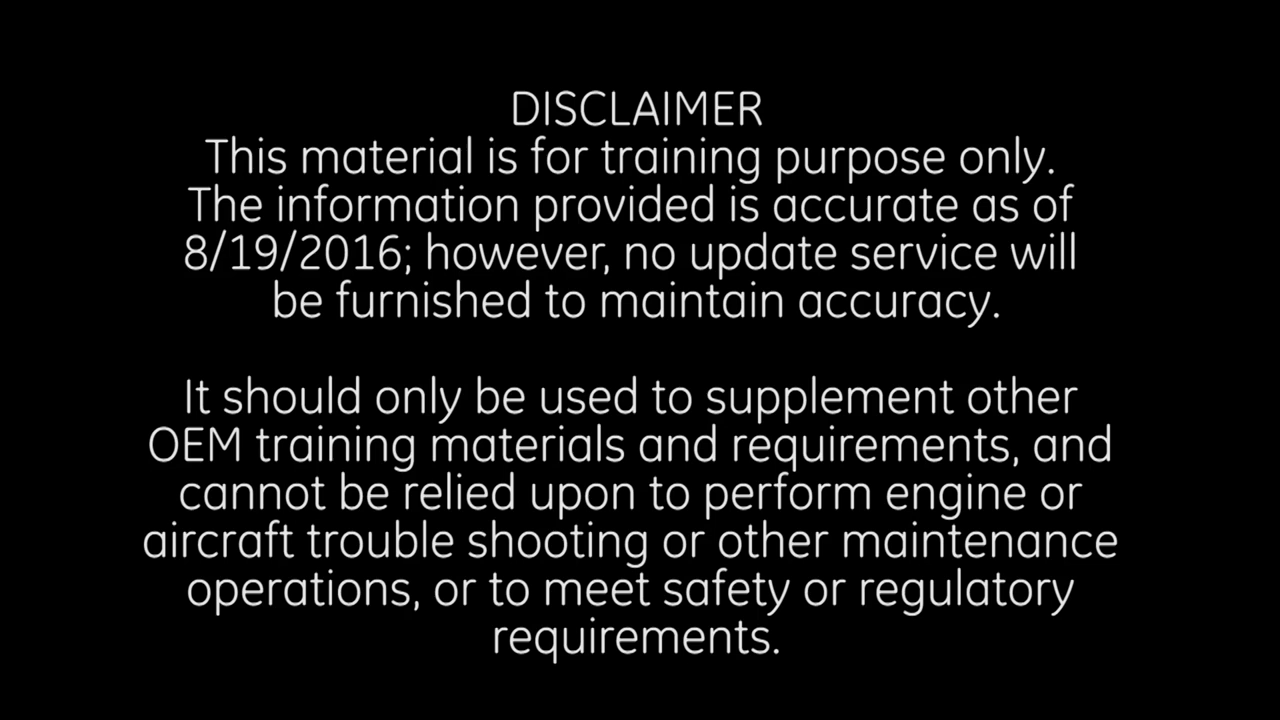 DISCLAIMER
This material is for training purpose only.
The information provided is accurate as of
8/19/2016; however, no update service will
be furnished to maintain accuracy.
It should only be used to supplement other
OEM training materials and requirements, and
cannot be relied upon to perform engine or
aircraft trouble shooting or other maintenance
operations, or to meet safety or regulatory
requirements.